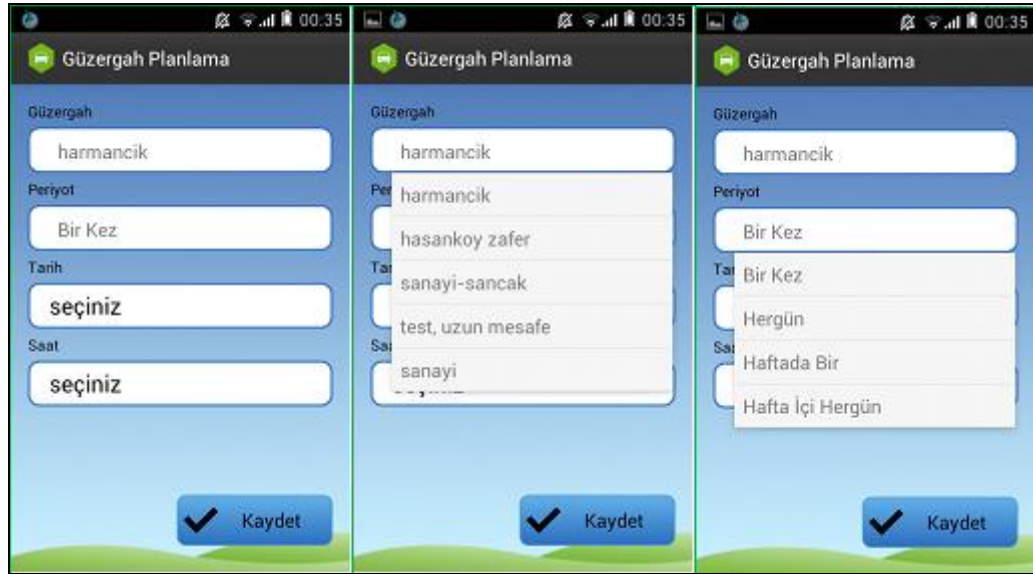 00:35
Güzergah Planlama
Güzergah
harmancik
Periyot
Bir Kez
Tarih
seçiniz
Saat
seçiniz
Kaydet
00:35
Güzergah Planlama
Güzergah
harmancik
harmancik
hasankoy zafer
sanayi-sancak
test, uzun mesafe
sanayi
Kaydet
00:35
Güzergah Planlama
Güzergah
harmancik
Periyot
Bir Kez
Bir Kez
Hergün
Haftada Bir
Hafta İçi Hergün
Kaydet